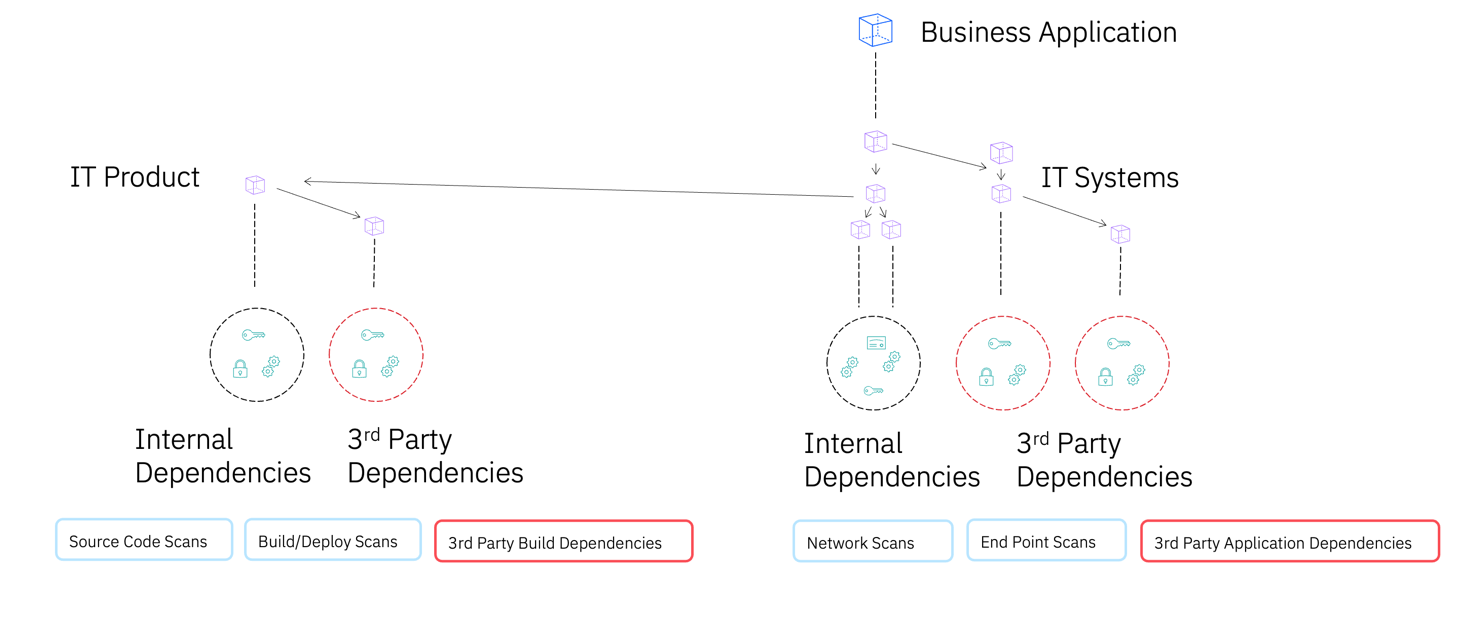 Business Application
IT Product
IT Systems
Internal
Dependencies
3rd Party
Dependencies
Internal
Dependencies
3rd Party
Dependencies
Source Code Scans
Build/Deploy Scans
3rd Party Build Dependencies
Network Scans
End Point Scans
3rd Party Application Dependencies